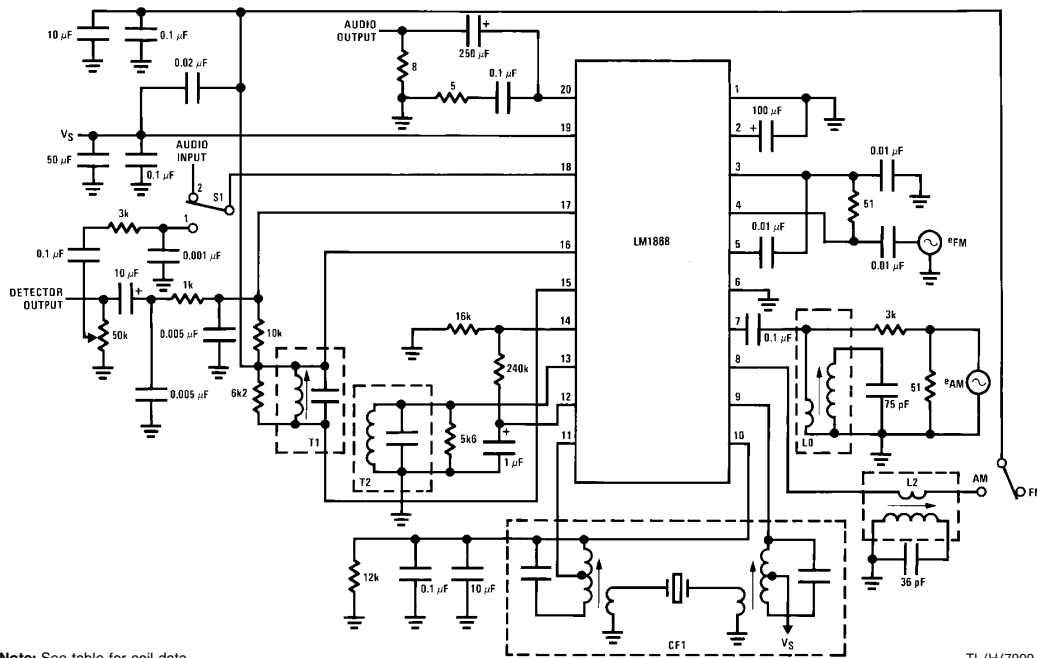 10 μF
0.1 μF
0.02 μF
AUDIO
OUTPUT
250 μF
+
8
5
0.1 μF
VS
50 μF
0.1 μF
AUDIO
INPUT
2
S1
1
3k
0.1 μF
0.001 μF
DETECTOR
OUTPUT
10 μF
+
1k
50k
0.005 μF
0.005 μF
10k
6k2
T1
16k
240k
T2
5k6
+
1 μF
20
19
18
17
16
15
14
13
12
11
LM1868
1
2
3
4
5
6
7
8
9
10
100 μF
+
0.01 μF
51
0.01 μF
0.01 μF
eFM
0.1 μF
3k
L0
75 pF
51
eAM
L2
AM
FM
36 pF
12k
0.1 μF
10 μF
CF1
VS
Note: See table for coil data
TL/H/7909